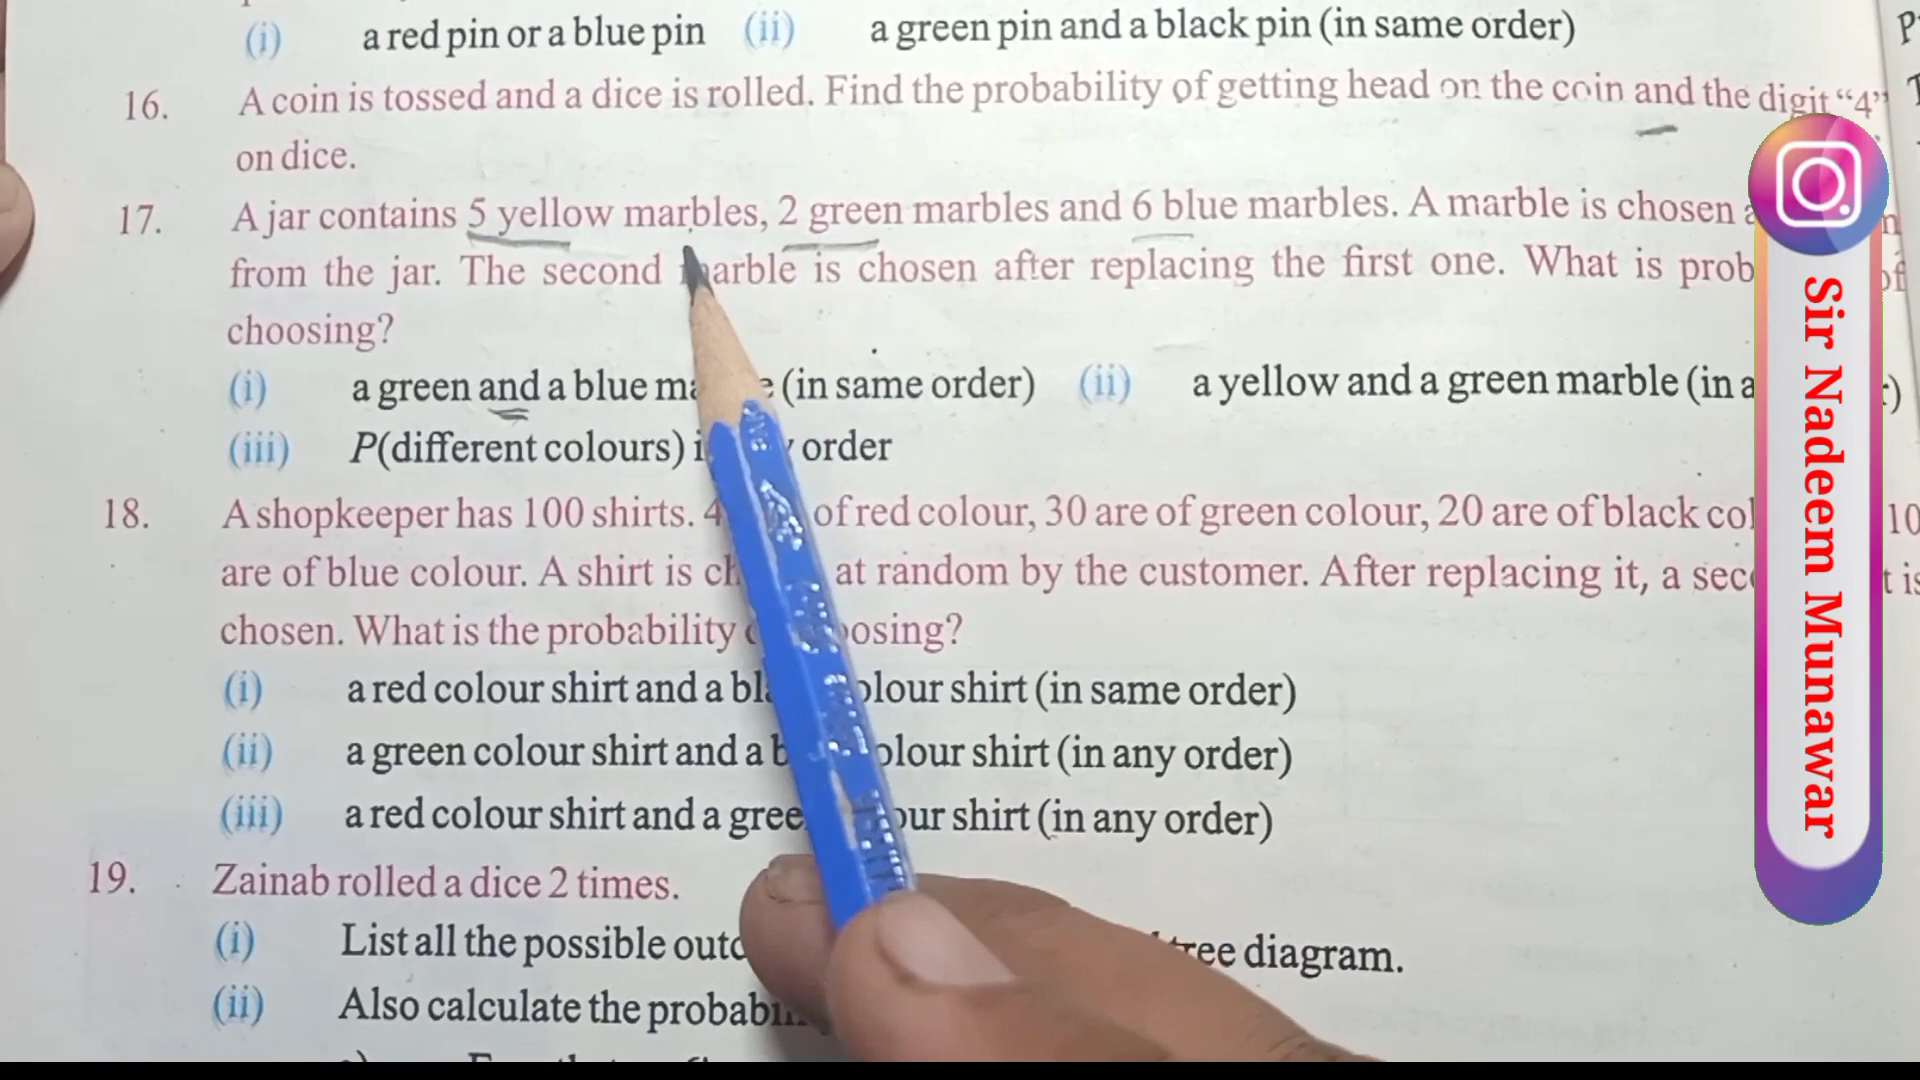 (i) a red pin or a blue pin (ii) a green pin and a black pin (in same order)
16. A coin is tossed and a dice is rolled. Find the probability of getting head on the coin and the digit "4"
on dice.
17. A jar contains 5 yellow marbles, 2 green marbles and 6 blue marbles. A marble is chosen
from the jar. The second marble is chosen after replacing the first one. What is
choosing?
(i) a green and a blue (in same order) (ii) a yellow and a green marble (in
(iii) P(different colours) order
18. A shopkeeper has 100 shirts. of red colour, 30 are of green colour, 20 are of black 10
are of blue colour. A shirt is at random by the customer. After replacing it, a is
chosen. What is the probability
(i) a red colour shirt and a colour shirt (in same order)
(ii) a green colour shirt and a colour shirt (in any order)
(iii) a red colour shirt and a colour shirt (in any order)
19. Zainab rolled a dice 2 times.
(i) List all the possible tree diagram.
(ii) Also calculate the
Sir Nadeem Munawar